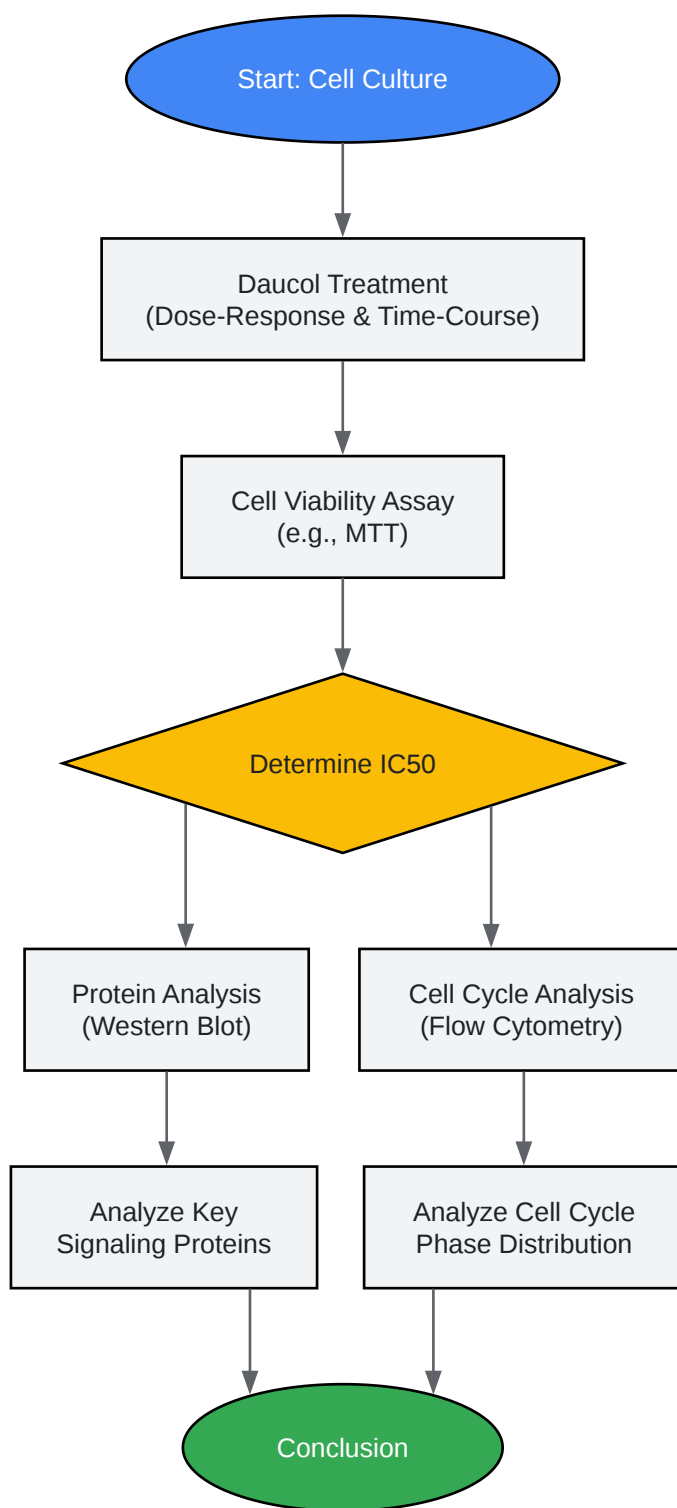 Start: Cell Culture
Daucol Treatment
(Dose-Response & Time-Course)
Cell Viability Assay
(e.g., MTT)
Determine IC50
Protein Analysis
(Western Blot)
Cell Cycle Analysis
(Flow Cytometry)
Analyze Key
Signaling Proteins
Analyze Cell Cycle
Phase Distribution
Conclusion